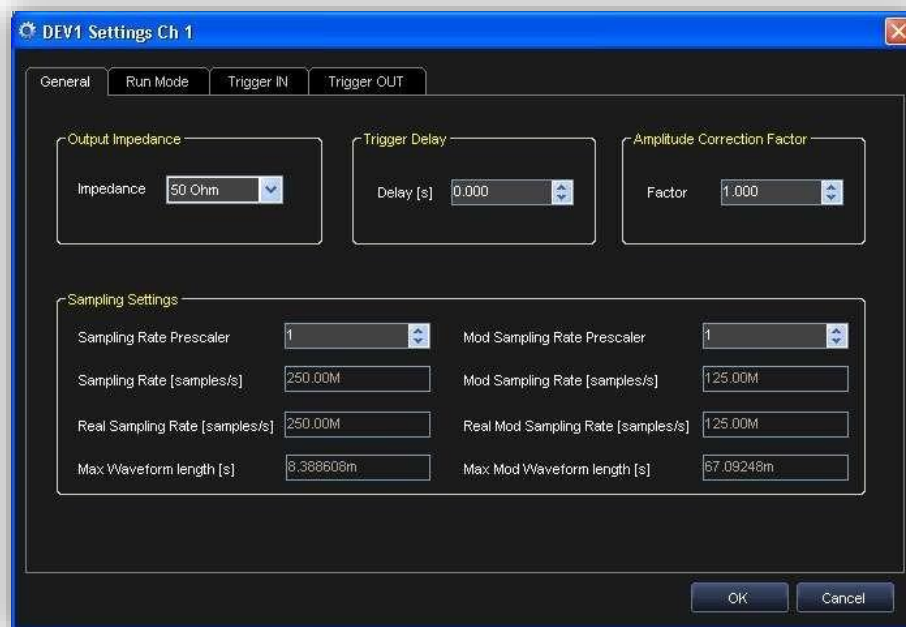 DEV1 Settings Ch 1
General
Run Mode
Trigger IN
Trigger OUT
Output Impedance
Impedance 50 Ohm
Trigger Delay
Delay [s] 0.000
Amplitude Correction Factor
Factor 1.000
Sampling Settings
Sampling Rate Prescaler 1
Mod Sampling Rate Prescaler 1
Sampling Rate [samples/s] 250.00M
Mod Sampling Rate [samples/s] 125.00M
Real Sampling Rate [samples/s] 250.00M
Real Mod Sampling Rate [samples/s] 125.00M
Max Waveform length [s] 8.388608m
Max Mod Waveform length [s] 67.09248m
OK
Cancel